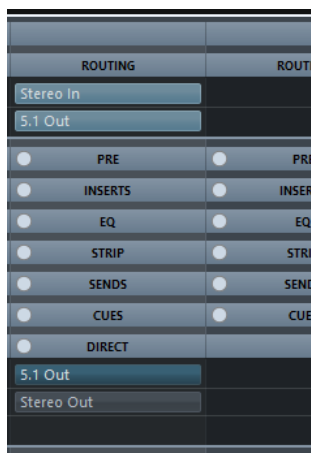 ROUTING ROUTI
Stereo In
5.1 Out
PRE PRE
INSERTS INSER
EQ EQ
STRIP STRI
SENDS SEND
CUES CUE
DIRECT
5.1 Out
Stereo Out